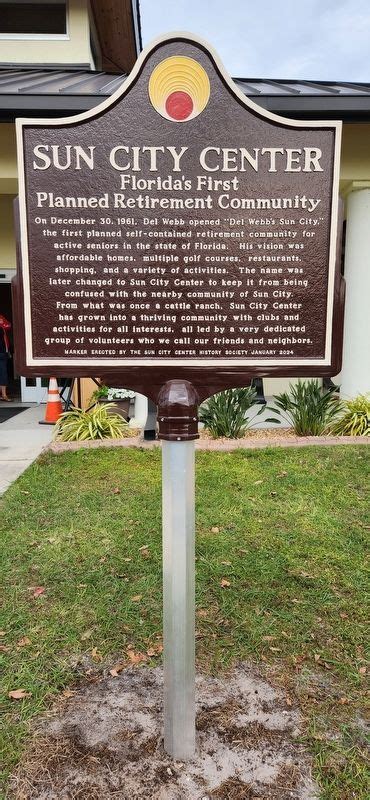 SUN CITY CENTER
Florida's First
Planned Retirement Community
On December 30, 1961, Del Webb opened "Del Webb's Sun City,"
the first planned self-contained retirement community for
active seniors in the state of Florida. His vision was
affordable homes, multiple golf courses, restaurants,
shopping, and a variety of activities. The name was
later changed to Sun City Center to keep it from being
confused with the nearby community of Sun City.
From what was once a cattle ranch, Sun City Center
has grown into a thriving community with clubs and
activities for all interests, all led by a very dedicated
group of volunteers who we call our friends and neighbors.
MARKER ERECTED BY THE SUN CITY CENTER HISTORY SOCIETY JANUARY 2024